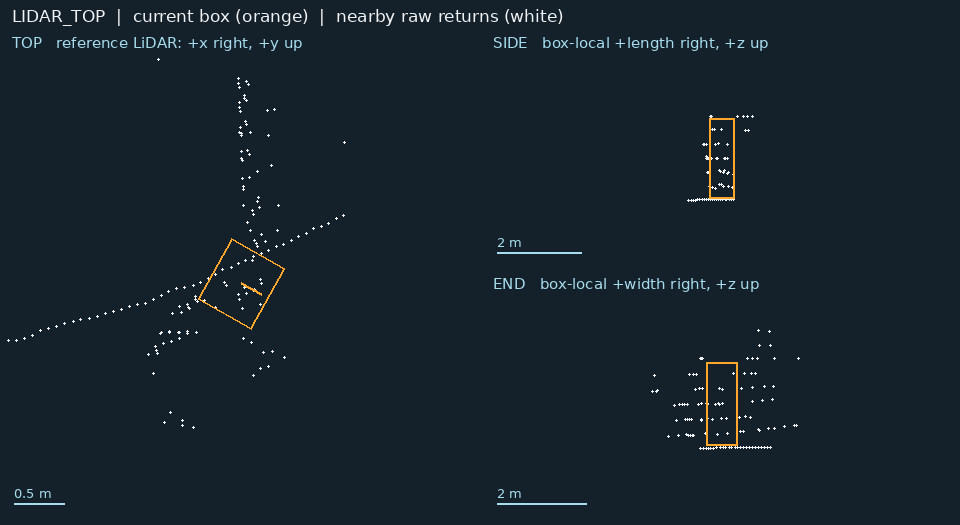 LIDAR_TOP | current box (orange) | nearby raw returns (white)
TOP reference LiDAR: +x right, +y up
SIDE box-local +length right, +z up
2 m
END box-local +width right, +z up
0.5 m
2 m